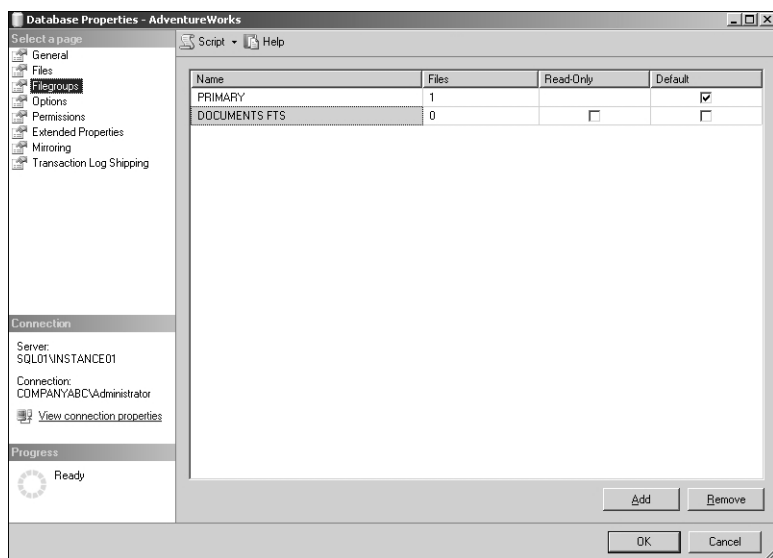 Database Properties - AdventureWorks
Select a page
General
Files
Filegroups
Options
Permissions
Extended Properties
Mirroring
Transaction Log Shipping
Script Help
Name Files Read-Only Default
PRIMARY 1
DOCUMENTS FTS 0
Connection
Server:
SQL01\INSTANCE01
Connection:
COMPANYABC\Administrator
View connection properties
Progress
Ready
Add Remove
OK Cancel